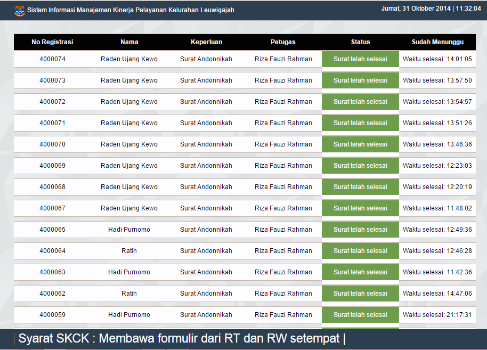 Sistem Informasi Manajemen Kinerja Pelayanan Kelurahan Leuwigajah
Jumat, 31 Oktober 2014 | 11:32:04
No Registrasi Nama Keperluan Petugas Status Sudah Menunggu
4000074 Raden Ujang Kewo Surat Andonnikah Riza Fauzi Rahman Surat telah selesai Waktu selesai: 14:01:05
4000073 Raden Ujang Kewo Surat Andonnikah Riza Fauzi Rahman Surat telah selesai Waktu selesai: 13:57:50
4000072 Raden Ujang Kewo Surat Andonnikah Riza Fauzi Rahman Surat telah selesai Waktu selesai: 13:54:57
4000071 Raden Ujang Kewo Surat Andonnikah Riza Fauzi Rahman Surat telah selesai Waktu selesai: 13:51:26
4000070 Raden Ujang Kewo Surat Andonnikah Riza Fauzi Rahman Surat telah selesai Waktu selesai: 13:46:36
4000069 Raden Ujang Kewo Surat Andonnikah Riza Fauzi Rahman Surat telah selesai Waktu selesai: 12:23:03
4000068 Raden Ujang Kewo Surat Andonnikah Riza Fauzi Rahman Surat telah selesai Waktu selesai: 12:20:19
4000067 Raden Ujang Kewo Surat Andonnikah Riza Fauzi Rahman Surat telah selesai Waktu selesai: 11:48:02
4000065 Hadi Purnomo Surat Andonnikah Riza Fauzi Rahman Surat telah selesai Waktu selesai: 12:49:36
4000064 Ratih Surat Andonnikah Riza Fauzi Rahman Surat telah selesai Waktu selesai: 12:46:28
4000063 Hadi Purnomo Surat Andonnikah Riza Fauzi Rahman Surat telah selesai Waktu selesai: 11:42:36
4000062 Ratih Surat Andonnikah Riza Fauzi Rahman Surat telah selesai Waktu selesai: 14:47:06
4000059 Hadi Purnomo Surat Andonnikah Riza Fauzi Rahman Surat telah selesai Waktu selesai: 21:17:31
Syarat SKCK : Membawa formulir dari RT dan RW setempat |